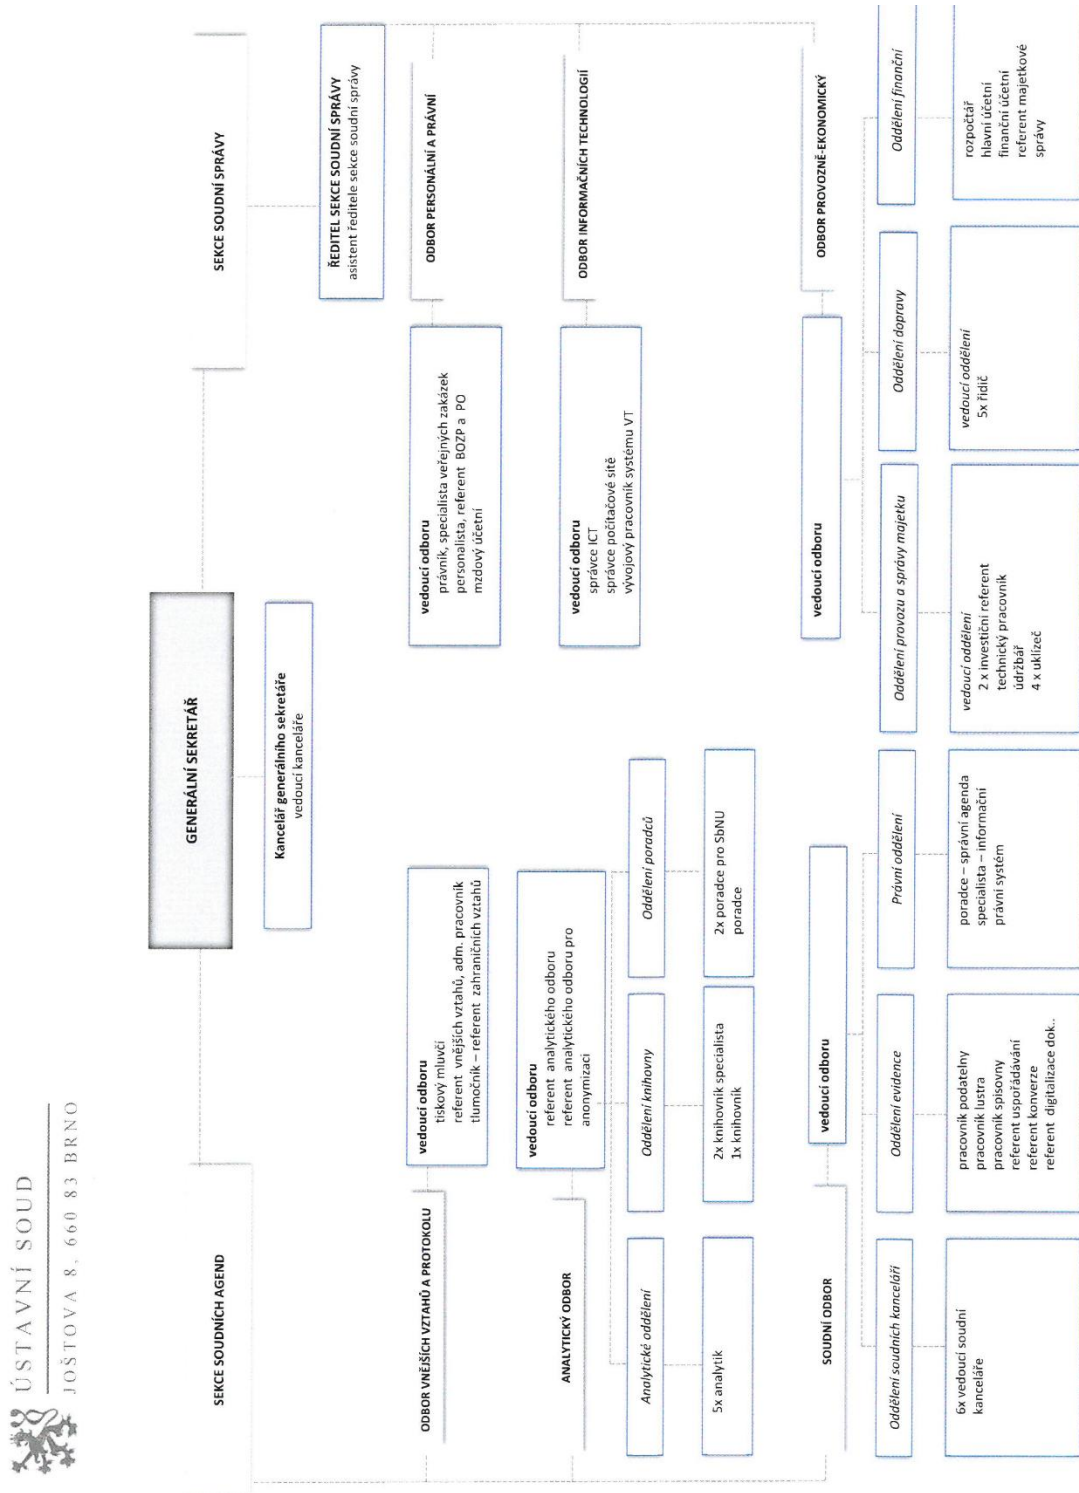 ÚSTAVNÍ SOUD
JOŠTOVA 8, 660 83 BRNO
GENERÁLNÍ SEKRETÁŘ
Kancelář generálního sekretáře
vedoucí kanceláře
SEKCE SOUDNÍCH AGEND
ODBOR VNĚJŠÍCH VZTAHŮ A PROTOKOLU
vedoucí odboru
tiskový mluvčí
referent vnějších vztahů, adm. pracovník
tlumočník – referent zahraničních vztahů
ANALYTICKÝ ODBOR
vedoucí odboru
referent analytického odboru
referent analytického odboru pro
anonymizaci
Analytické oddělení
5x analytik
Oddělení knihovny
2x knihovník specialista
1x knihovník
Oddělení poradců
2x poradce pro SbNU
poradce
SOUDNÍ ODBOR
vedoucí odboru
Oddělení soudních kanceláří
6x vedoucí soudní
kanceláře
Oddělení evidence
pracovník podatelny
pracovník lustra
pracovník spisovny
referent uspořádávání
referent konverze
referent digitalizace dok..
Právní oddělení
poradce – správní agenda
specialista – informační
právní systém
SEKCE SOUDNÍ SPRÁVY
ŘEDITEL SEKCE SOUDNÍ SPRÁVY
asistent ředitele sekce soudní správy
ODBOR PERSONÁLNÍ A PRÁVNÍ
vedoucí odboru
právník, specialista veřejných zakázek
personalista, referent BOZP a PO
mzdový účetní
ODBOR INFORMAČNÍCH TECHNOLOGIÍ
vedoucí odboru
správce ICT
správce počítačové sítě
vývojový pracovník systému VT
ODBOR PROVOZNĚ-EKONOMICKÝ
vedoucí odboru
Oddělení provozu a správy majetku
vedoucí oddělení
2 x investiční referent
technický pracovník
údržbář
4 x uklízeč
Oddělení dopravy
vedoucí oddělení
5x řidič
Oddělení finanční
rozpočtář
hlavní účetní
finanční účetní
referent majetkové
správy